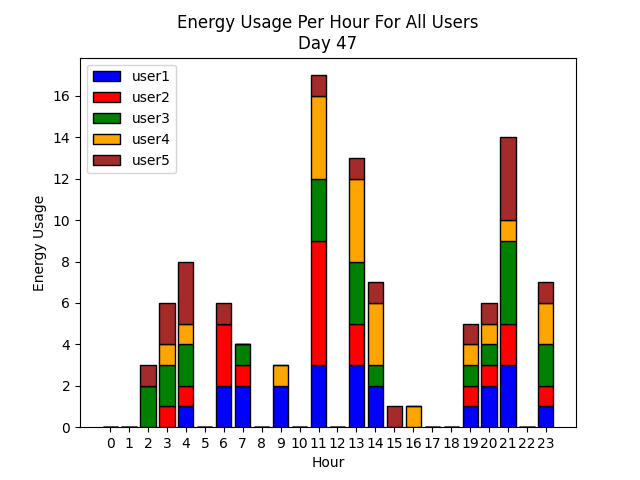 Energy Usage Per Hour For All Users
Day 47
user1
user2
user3
user4
user5
Energy Usage
16
14
12
10
8
6
4
2
0
0 1 2 3 4 5 6 7 8 9 10 11 12 13 14 15 16 17 18 19 20 21 22 23
Hour